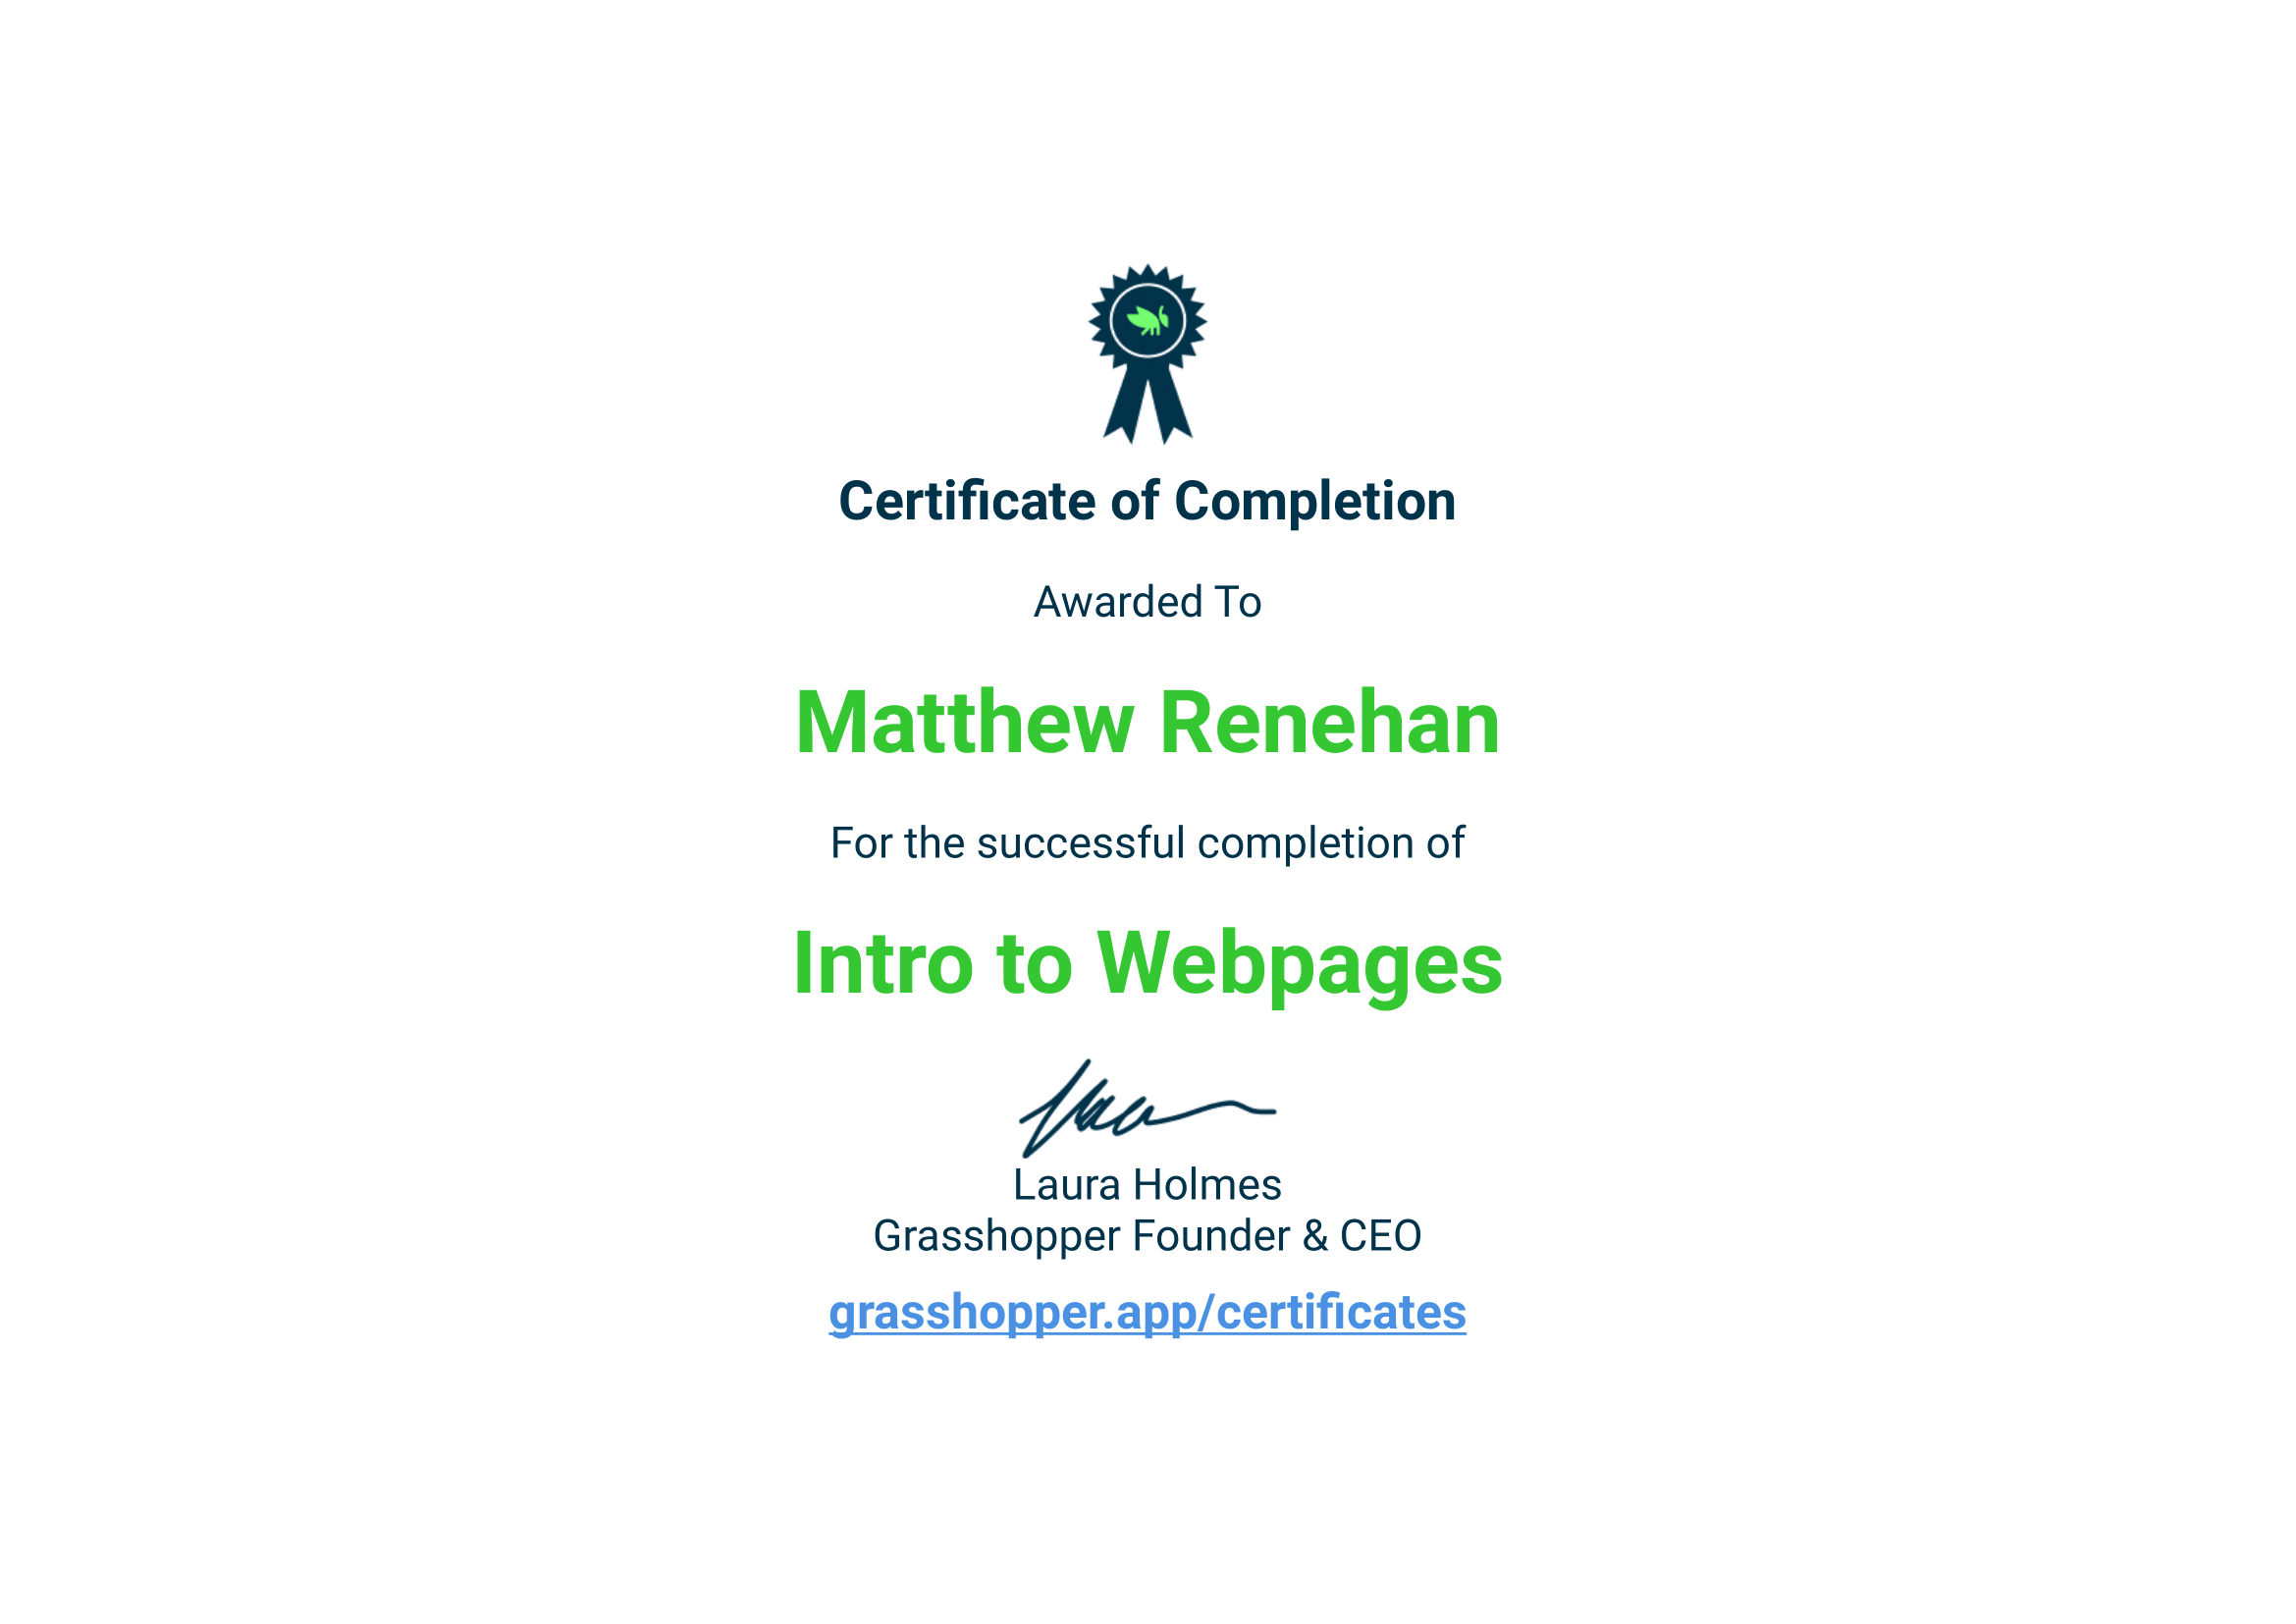 Certificate of Completion
Awarded To
Matthew Renehan
For the successful completion of
Intro to Webpages
Laura Holmes
Grasshopper Founder & CEO
grasshopper.app/certificates